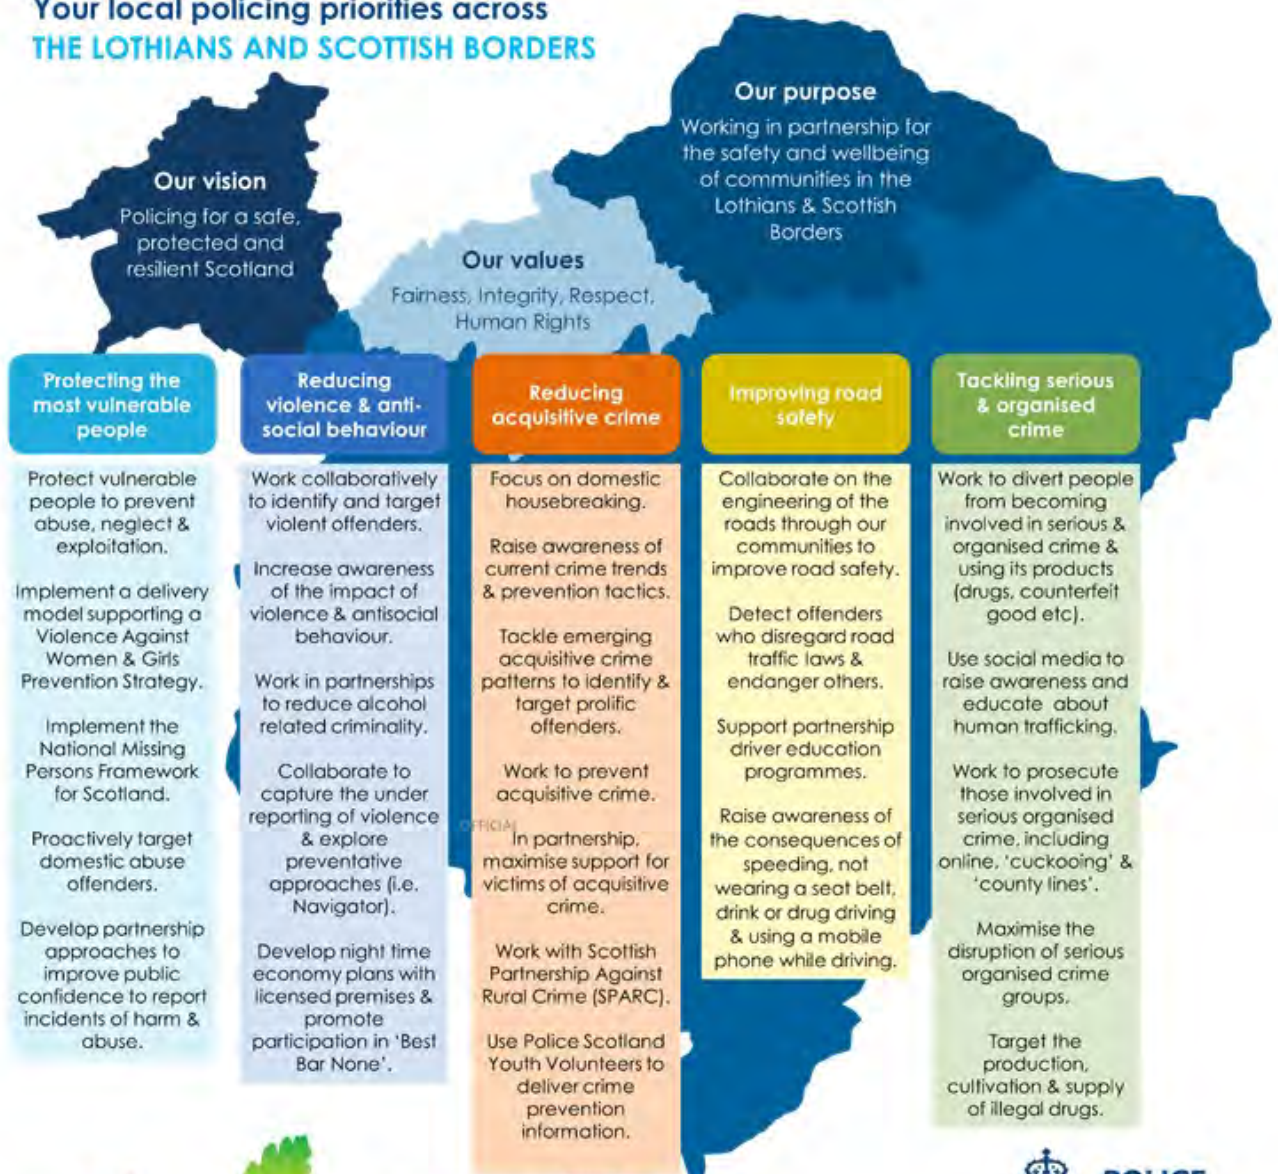 Your local policing priorities across
THE LOTHIANS AND SCOTTISH BORDERS
Our vision
Policing for a safe,
protected and
resilient Scotland
Our values
Fairness, Integrity, Respect,
Human Rights
Our purpose
Working in partnership for
the safety and wellbeing
of communities in the
Lothians & Scottish
Borders
Protecting the
most vulnerable
people
Protect vulnerable
people to prevent
abuse, neglect &
exploitation.
Implement a delivery
model supporting a
Violence Against
Women & Girls
Prevention Strategy.
Implement the
National Missing
Persons Framework
for Scotland.
Proactively target
domestic abuse
offenders.
Develop partnership
approaches to
improve public
confidence to report
incidents of harm &
abuse.
Reducing
violence & anti-
social behaviour
Work collaboratively
to identify and target
violent offenders.
Increase awareness
of the impact of
violence & antisocial
behaviour.
Work in partnerships
to reduce alcohol
related criminality.
Collaborate to
capture the under
reporting of violence
& explore
preventative
approaches (i.e.
Navigator).
Develop night time
economy plans with
licensed premises &
promote
participation in 'Best
Bar None'.
Reducing
acquisitive crime
Focus on domestic
housebreaking.
Raise awareness of
current crime trends
& prevention tactics.
Tackle emerging
acquisitive crime
patterns to identify &
target prolific
offenders.
Work to prevent
acquisitive crime.
OFFICIAL
In partnership,
maximise support for
victims of acquisitive
crime.
Work with Scottish
Partnership Against
Rural Crime (SPARC).
Use Police Scotland
Youth Volunteers to
deliver crime
prevention
information.
Improving road
safety
Collaborate on the
engineering of the
roads through our
communities to
improve road safety.
Detect offenders
who disregard road
traffic laws &
endanger others.
Support partnership
driver education
programmes.
Raise awareness of
the consequences of
speeding, not
wearing a seat belt,
drink or drug driving
& using a mobile
phone while driving.
Tackling serious
& organised
crime
Work to divert people
from becoming
involved in serious &
organised crime &
using its products
(drugs, counterfeit
good etc).
Use social media to
raise awareness and
educate about
human trafficking.
Work to prosecute
those involved in
serious organised
crime, including
online, 'cuckooing' &
'county lines'.
Maximise the
disruption of serious
organised crime
groups.
Target the
production,
cultivation & supply
of illegal drugs.
POLICE